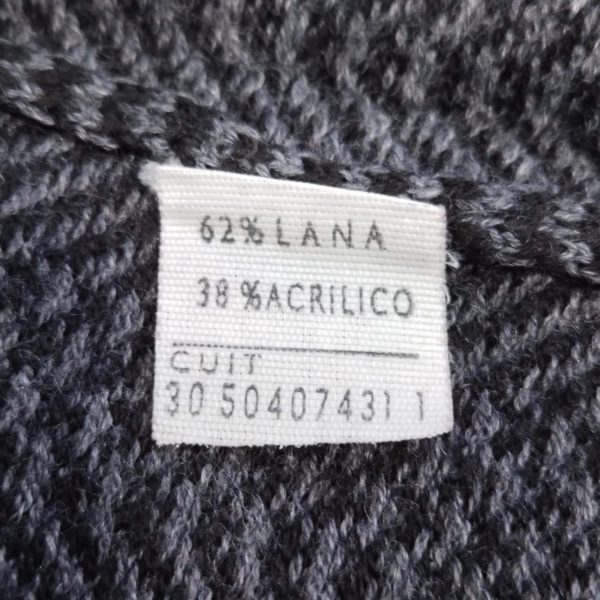 62% LANA
38 % ACRILICO
CUIT
30 50407431 1